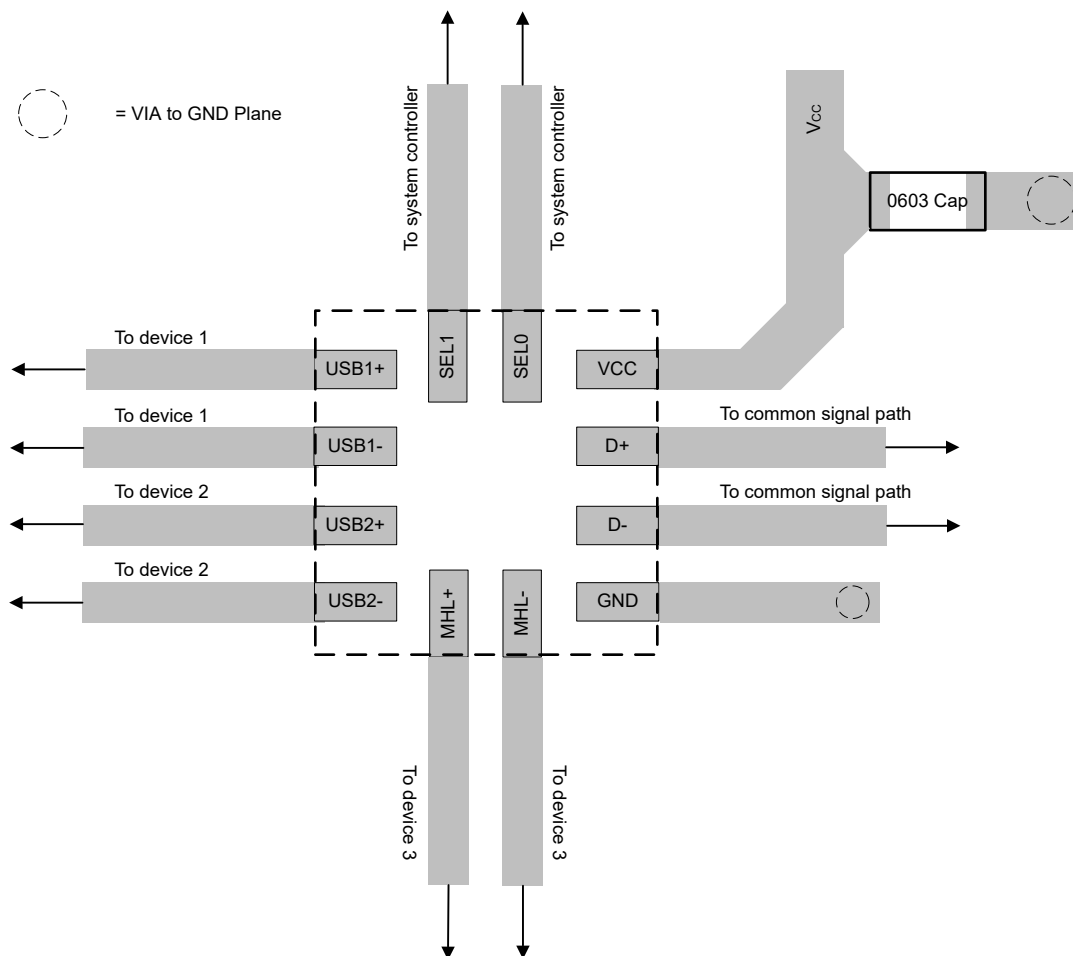 = VIA to GND Plane
To system controller
To system controller
Vcc
0603 Cap
To device 1
USB1+
SEL1
SEL0
VCC
To device 1
USB1-
D+
To common signal path
To device 2
USB2+
D-
To common signal path
To device 2
USB2-
MHL+
MHL-
GND
To device 3
To device 3